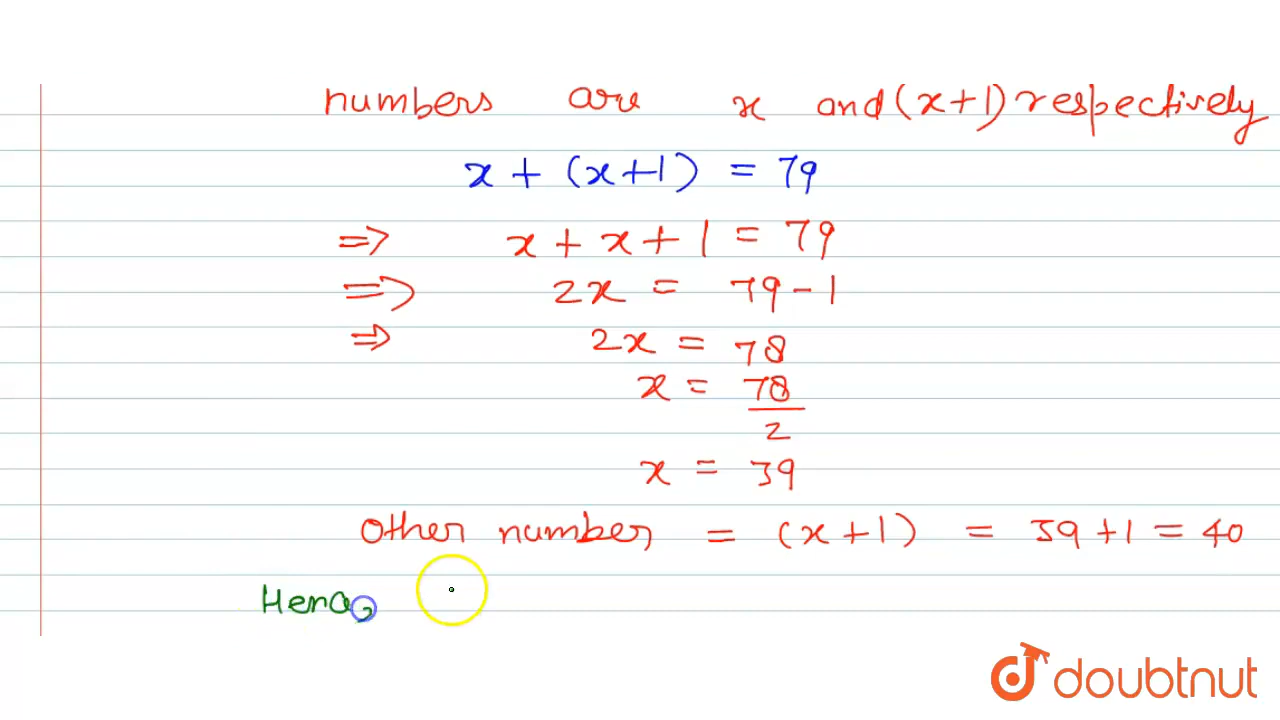 numbers are x and (x+1) respectively
x + (x+1) = 79
=> x + x + 1 = 79
=> 2x = 79 - 1
=> 2x = 78
x = 78/2
x = 39
Other number = (x+1) = 39+1 = 40
Hence,
doubtnut